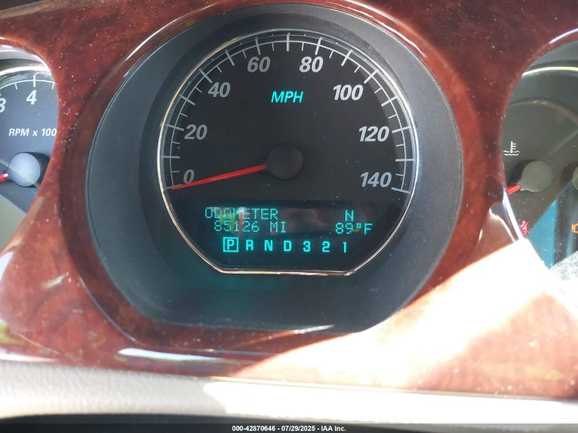 60 80
40 100
MPH
20 120
0 140
3 4
RPM x 100
ODOMETER N
85126 MI 89°F
P R N D 3 2 1
000-42870646 - 07/29/2025 - IAA Inc.